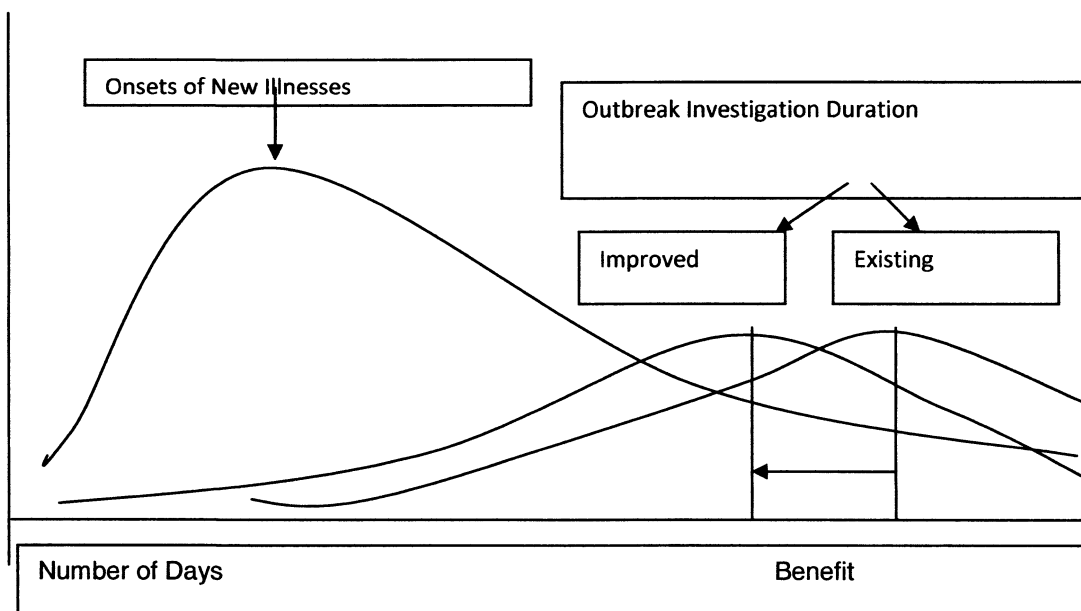 Onsets of New Illnesses
Outbreak Investigation Duration
Improved
Existing
Number of Days
Benefit